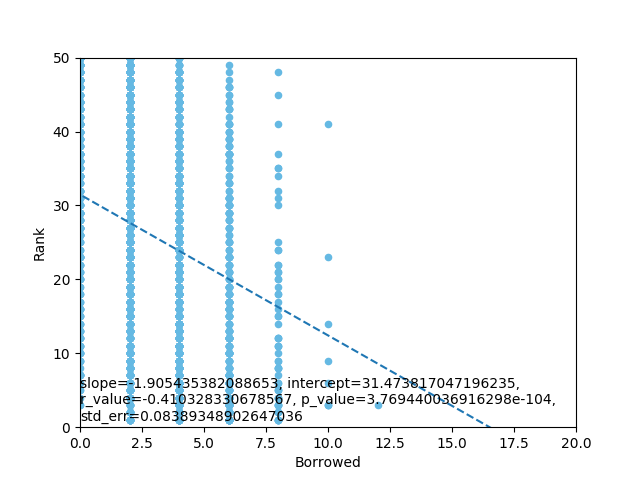 50
40
30
20
10
0
Rank
slope=-1.905435382088653, intercept=31.473817047196235,
r_value=-0.410328330678567, p_value=3.769440036916298e-104,
std_err=0.08389348902647036
0.0 2.5 5.0 7.5 10.0 12.5 15.0 17.5 20.0
Borrowed